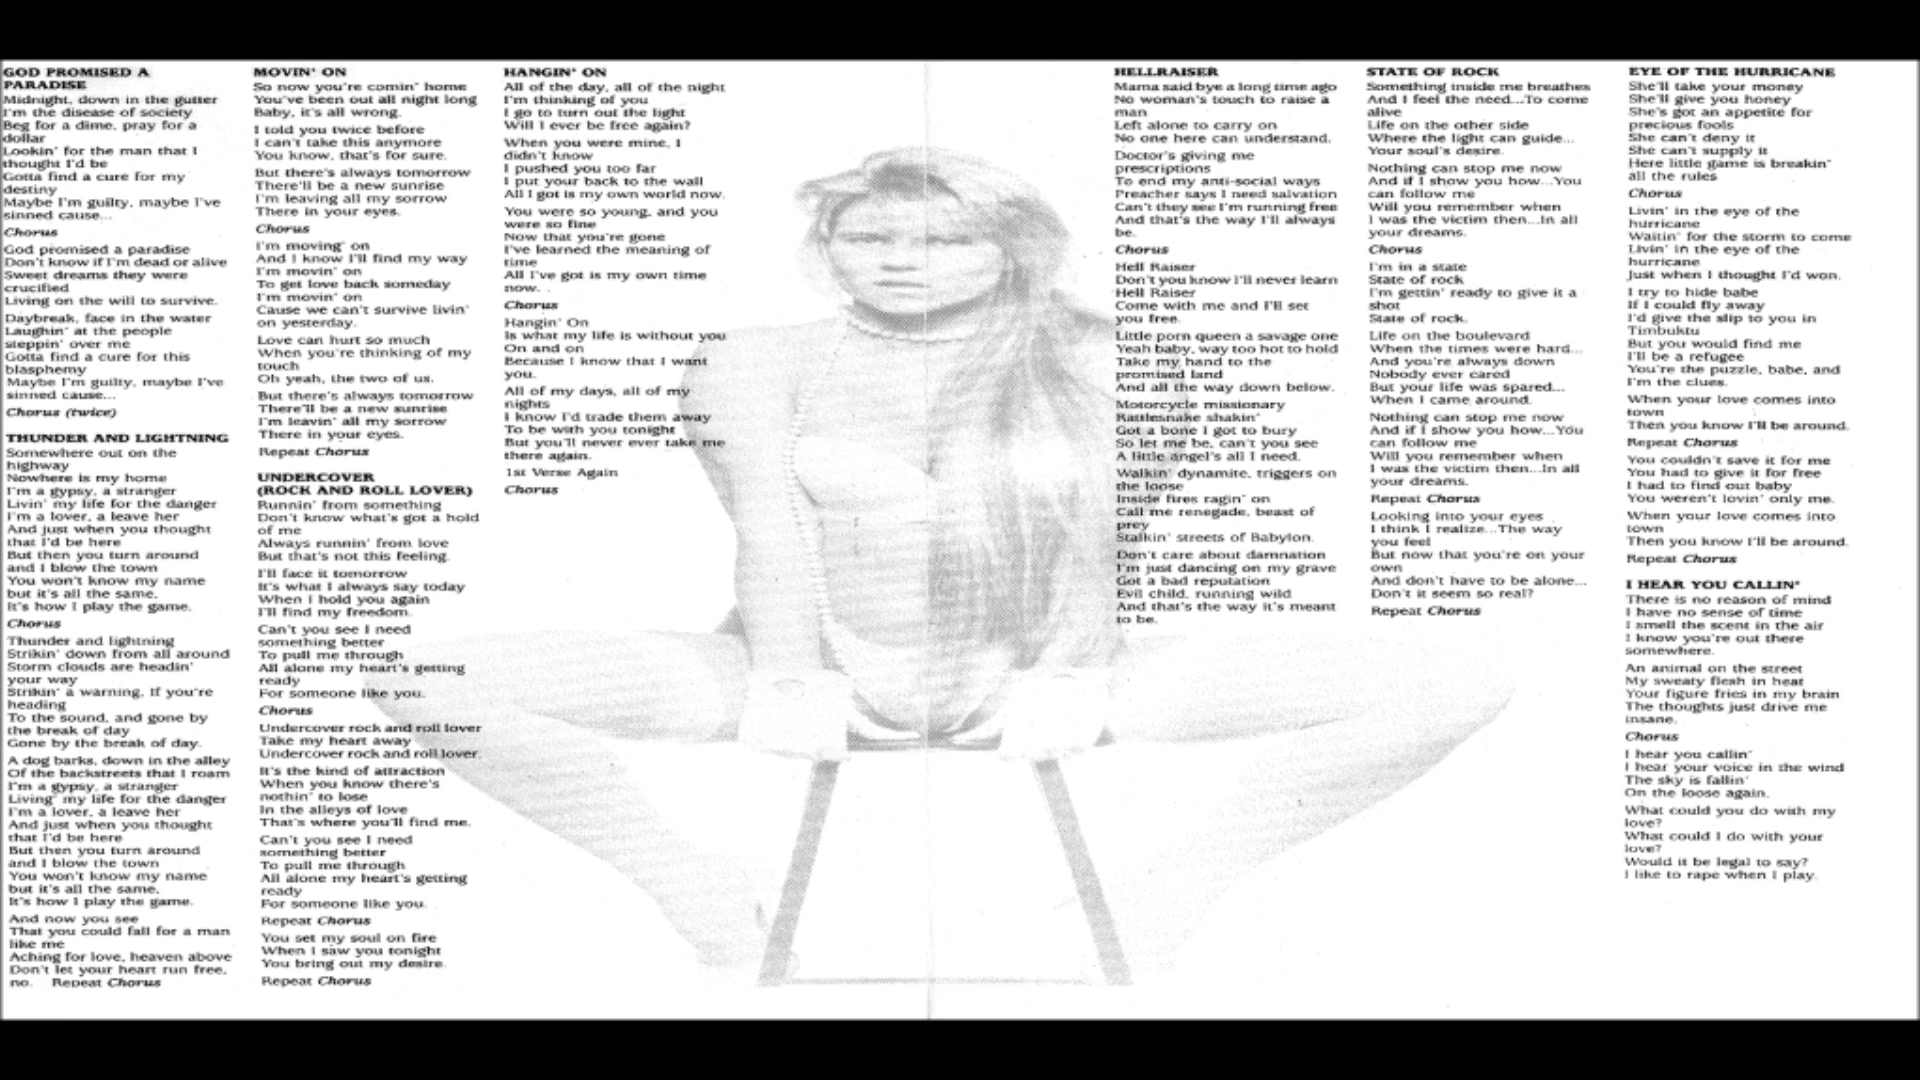 GOD PROMISED A
PARADISE
Midnight, down in the gutter
I'm the disease of society
Beg for a dime, pray for a
dollar
Lookin' for the man that I
thought I'd be
Gotta find a cure for my
destiny
Maybe I'm guilty, maybe I've
sinned cause...
Chorus
God promised a paradise
Don't know if I'm dead or alive
Sweet dreams they were
crucified
Living on the will to survive.
Daybreak, face in the water
Laughin' at the people
steppin' over me
Gotta find a cure for this
blasphemy
Maybe I'm guilty, maybe I've
sinned cause...
Chorus (twice)
THUNDER AND LIGHTNING
Somewhere out on the
highway
Nowhere is my home
I'm a gypsy, a stranger
Livin' my life for the danger
I'm a lover, a leave her
And just when you thought
that I'd be here
But then you turn around
and I blow the town
You won't know my name
but it's all the same.
It's how I play the game.
Chorus
Thunder and lightning
Strikin' down from all around
Storm clouds are headin'
your way
Strikin' a warning, If you're
heading
To the sound, and gone by
the break of day
Gone by the break of day.
A dog barks, down in the alley
Of the backstreets that I roam
I'm a gypsy, a stranger
Living' my life for the danger
I'm a lover, a leave her
And just when you thought
that I'd be here
But then you turn around
and I blow the town
You won't know my name
but it's all the same.
It's how I play the game.
And now you see
That you could fall for a man
like me
Aching for love, heaven above
Don't let your heart run free,
no. Repeat Chorus
MOVIN' ON
So now you're comin' home
You've been out all night long
Baby, it's all wrong.
I told you twice before
I can't take this anymore
You know, that's for sure.
But there's always tomorrow
There'll be a new sunrise
I'm leaving all my sorrow
There in your eyes.
Chorus
I'm moving' on
And I know I'll find my way
I'm movin' on
To get love back someday
I'm movin' on
Cause we can't survive livin'
on yesterday.
Love can hurt so much
When you're thinking of my
touch
Oh yeah, the two of us.
But there's always tomorrow
There'll be a new sunrise
I'm leavin' all my sorrow
There in your eyes.
Repeat Chorus
UNDERCOVER
(ROCK AND ROLL LOVER)
Runnin' from something
Don't know what's got a hold
of me
Always runnin' from love
But that's not this feeling.
I'll face it tomorrow
It's what I always say today
When I hold you again
I'll find my freedom.
Can't you see I need
something better
To pull me through
All alone my heart's getting
ready
For someone like you.
Chorus
Undercover rock and roll lover
Take my heart away
Undercover rock and roll lover.
It's the kind of attraction
When you know there's
nothin' to lose
In the alleys of love
That's where you'll find me.
Can't you see I need
something better
To pull me through
All alone my heart's getting
ready
For someone like you.
Repeat Chorus
You set my soul on fire
When I saw you tonight
You bring out my desire.
Repeat Chorus
HANGIN' ON
All of the day, all of the night
I'm thinking of you
I go to turn out the light
Will I ever be free again?
When you were mine, I
didn't know
I pushed you too far
I put your back to the wall
All I got is my own world now.
You were so young, and you
were so fine
Now that you're gone
I've learned the meaning of
time
All I've got is my own time
now. .
Chorus
Hangin' On
Is what my life is without you
On and on
Because I know that I want
you.
All of my days, all of my
nights
I know I'd trade them away
To be with you tonight
But you'll never ever take me
there again.
1st Verse Again
Chorus
HELLRAISER
Mama said bye a long time ago
No woman's touch to raise a
man
Left alone to carry on
No one here can understand.
Doctor's giving me
prescriptions
To end my anti-social ways
Preacher says I need salvation
Can't they see I'm running free
And that's the way I'll always
be.
Chorus
Hell Raiser
Don't you know I'll never learn
Hell Raiser
Come with me and I'll set
you free.
Little porn queen a savage one
Yeah baby, way too hot to hold
Take my hand to the
promised land
And all the way down below.
Motorcycle missionary
Rattlesnake shakin'
Got a bone I got to bury
So let me be, can't you see
A little angel's all I need.
Walkin' dynamite, triggers on
the loose
Inside fires ragin' on
Call me renegade, beast of
prey
Stalkin' streets of Babylon.
Don't care about damnation
I'm just dancing on my grave
Got a bad reputation
Evil child, running wild
And that's the way it's meant
to be.
STATE OF ROCK
Something inside me breathes
And I feel the need...To come
alive
Life on the other side
Where the light can guide...
Your soul's desire.
Nothing can stop me now
And if I show you how...You
can follow me
Will you remember when
I was the victim then...In all
your dreams.
Chorus
I'm in a state
State of rock
I'm gettin' ready to give it a
shot
State of rock.
Life on the boulevard
When the times were hard...
And you're always down
Nobody ever cared
But your life was spared...
When I came around.
Nothing can stop me now
And if I show you how...You
can follow me
Will you remember when
I was the victim then...In all
your dreams.
Repeat Chorus
Looking into your eyes
I think I realize...The way
you feel
But now that you're on your
own
And don't have to be alone...
Don't it seem so real?
Repeat Chorus
EYE OF THE HURRICANE
She'll take your money
She'll give you honey
She's got an appetite for
precious fools
She can't deny it
She can't supply it
Here little game is breakin'
all the rules
Chorus
Livin' in the eye of the
hurricane
Waitin' for the storm to come
Livin' in the eye of the
hurricane
Just when I thought I'd won.
I try to hide babe
If I could fly away
I'd give the slip to you in
Timbuktu
But you would find me
I'll be a refugee
You're the puzzle, babe, and
I'm the clues.
When your love comes into
town
Then you know I'll be around.
Repeat Chorus
You couldn't save it for me
You had to give it for free
I had to find out baby
You weren't lovin' only me.
When your love comes into
town
Then you know I'll be around.
Repeat Chorus
I HEAR YOU CALLIN'
There is no reason of mind
I have no sense of time
I smell the scent in the air
I know you're out there
somewhere.
An animal on the street
My sweaty flesh in heat
Your figure fries in my brain
The thoughts just drive me
insane.
Chorus
I hear you callin'
I hear your voice in the wind
The sky is fallin'
On the loose again.
What could you do with my
love?
What could I do with your
love?
Would it be legal to say?
I like to rape when I play.